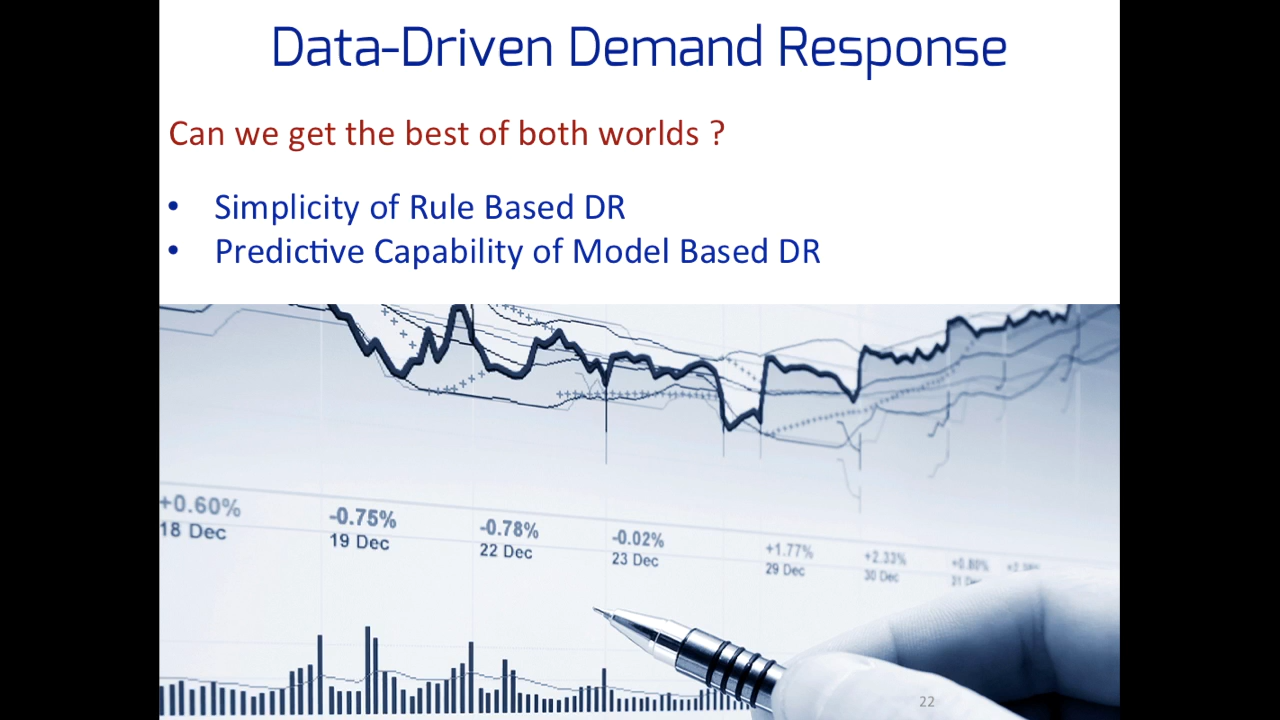 Data-Driven Demand Response
Can we get the best of both worlds ?
• Simplicity of Rule Based DR
• Predictive Capability of Model Based DR
+0.60%
18 Dec
-0.75%
19 Dec
-0.78%
22 Dec
-0.02%
23 Dec
+1.77%
29 Dec
+2.33%
30 Dec
22